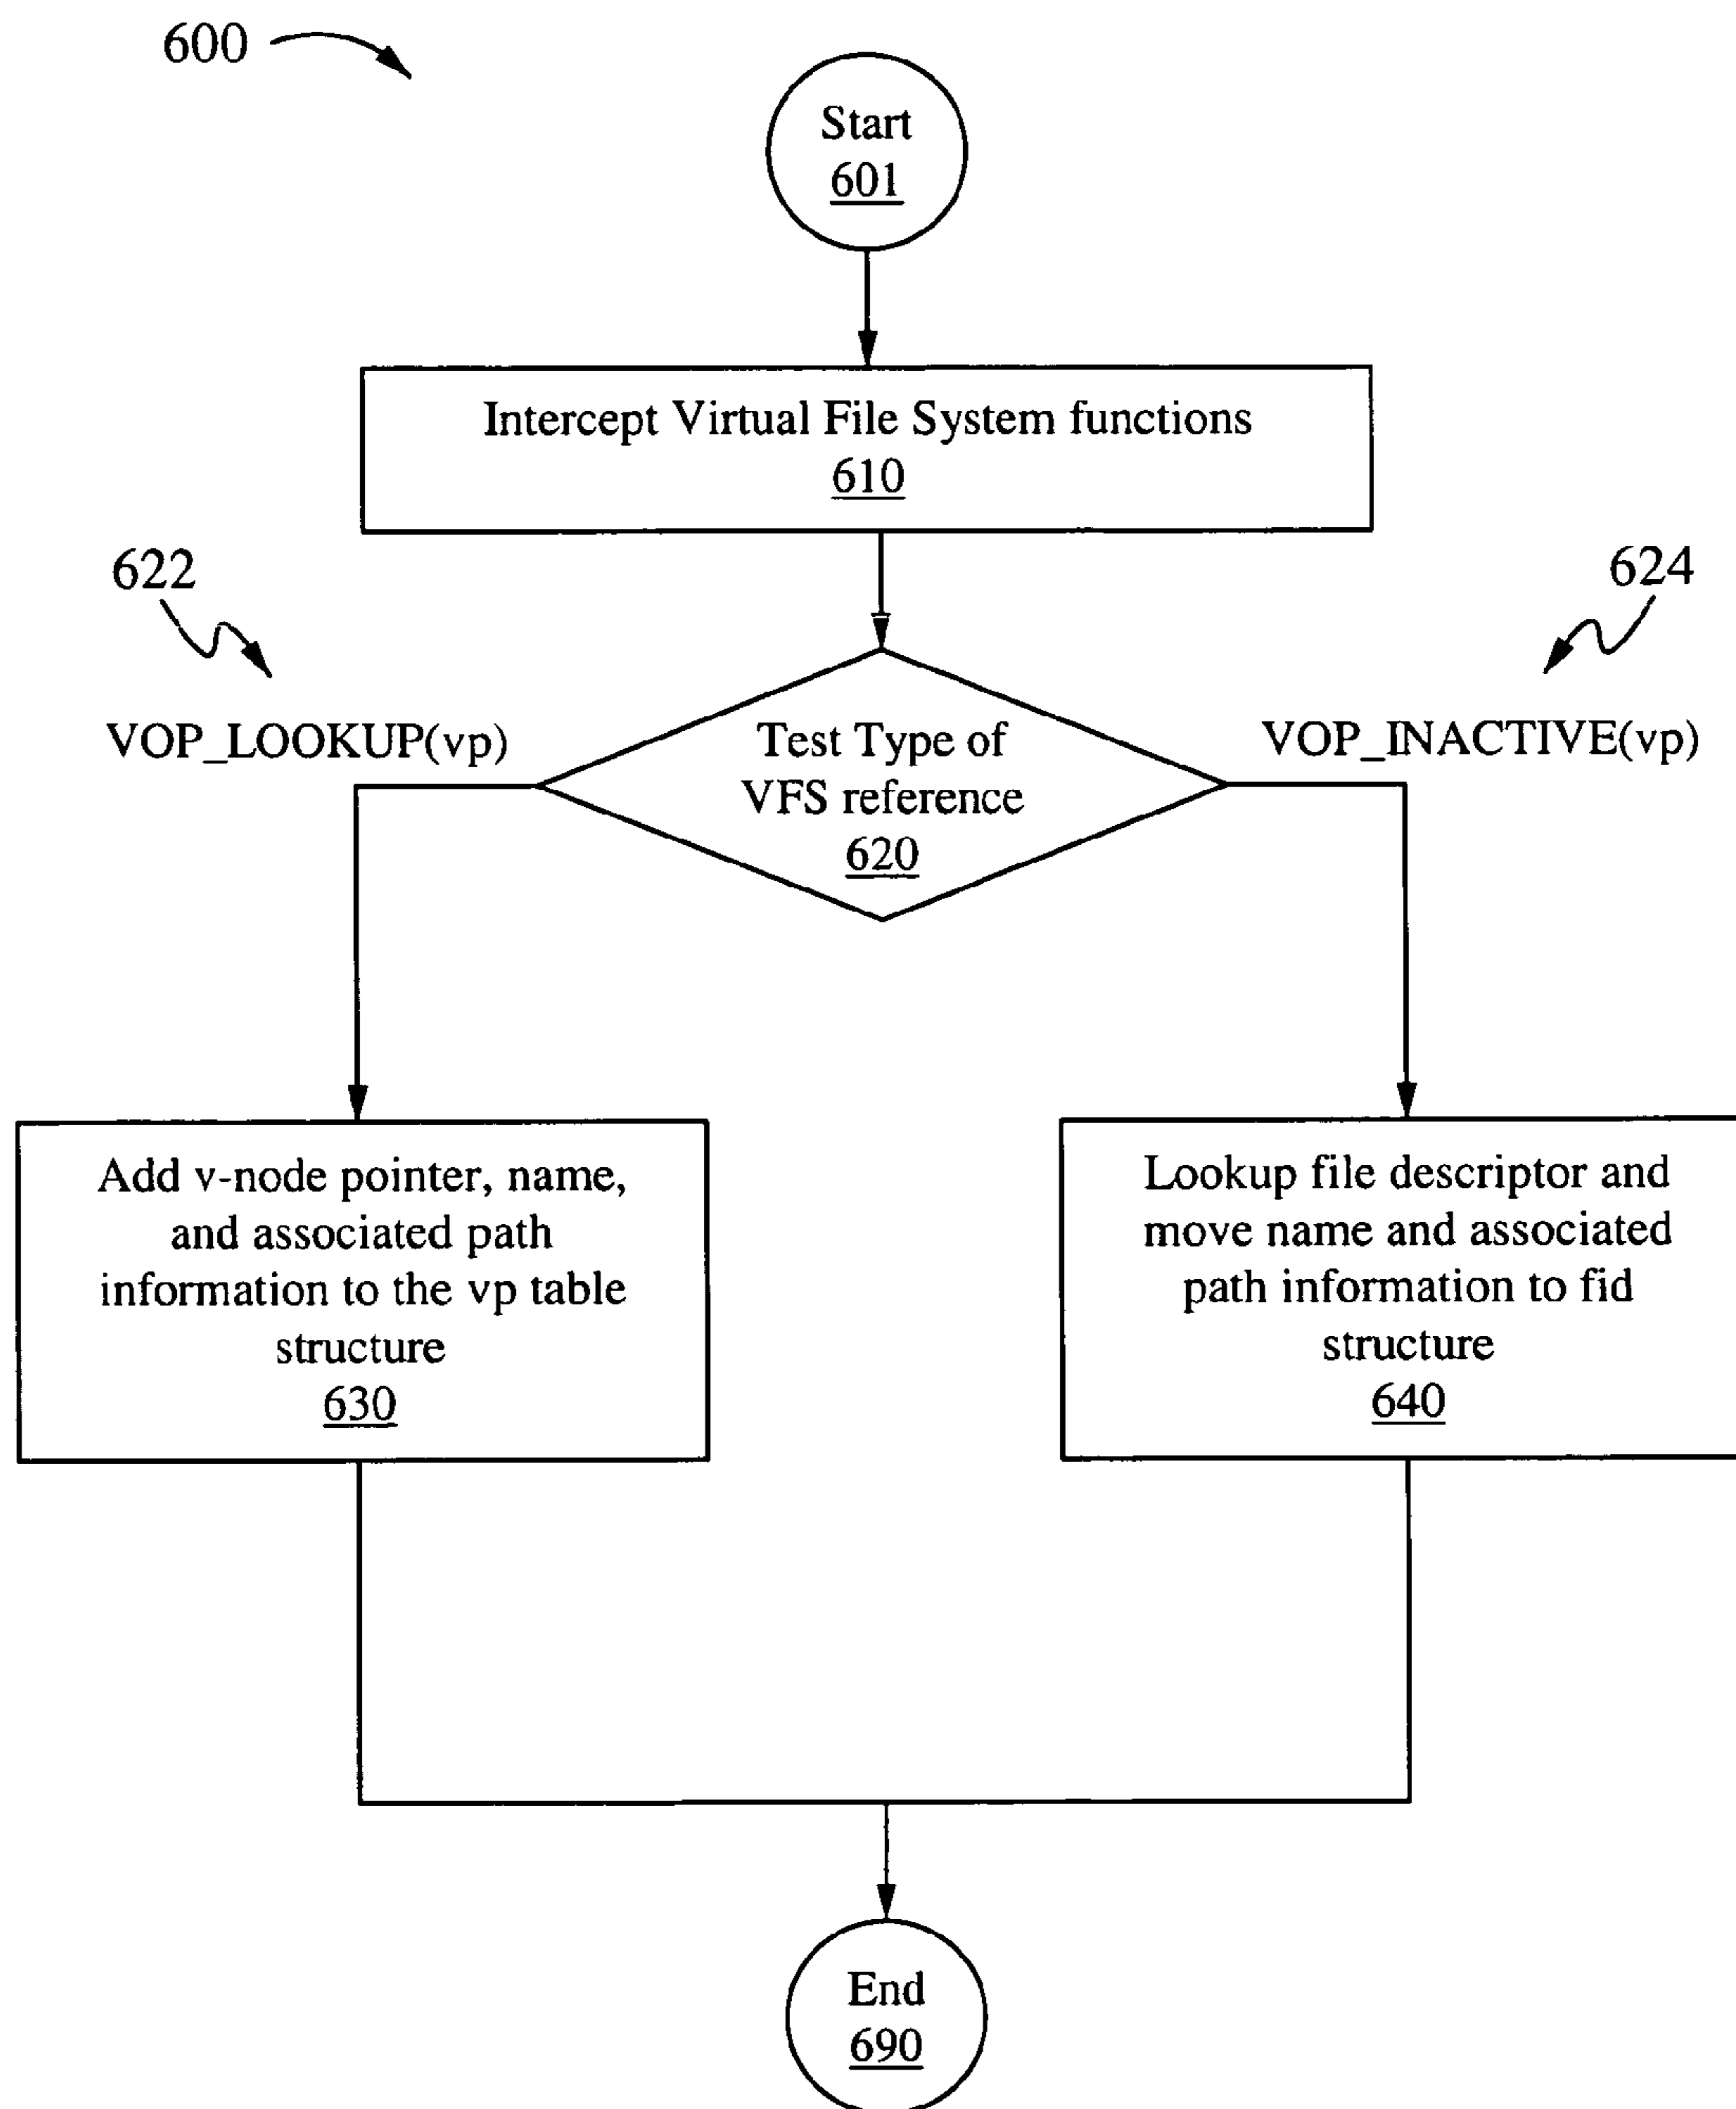 600
Start
601
Intercept Virtual File System functions
610
622
624
VOP_LOOKUP(vp)
Test Type of
VFS reference
620
VOP_INACTIVE(vp)
Add v-node pointer, name,
and associated path
information to the vp table
structure
630
Lookup file descriptor and
move name and associated
path information to fid
structure
640
End
690